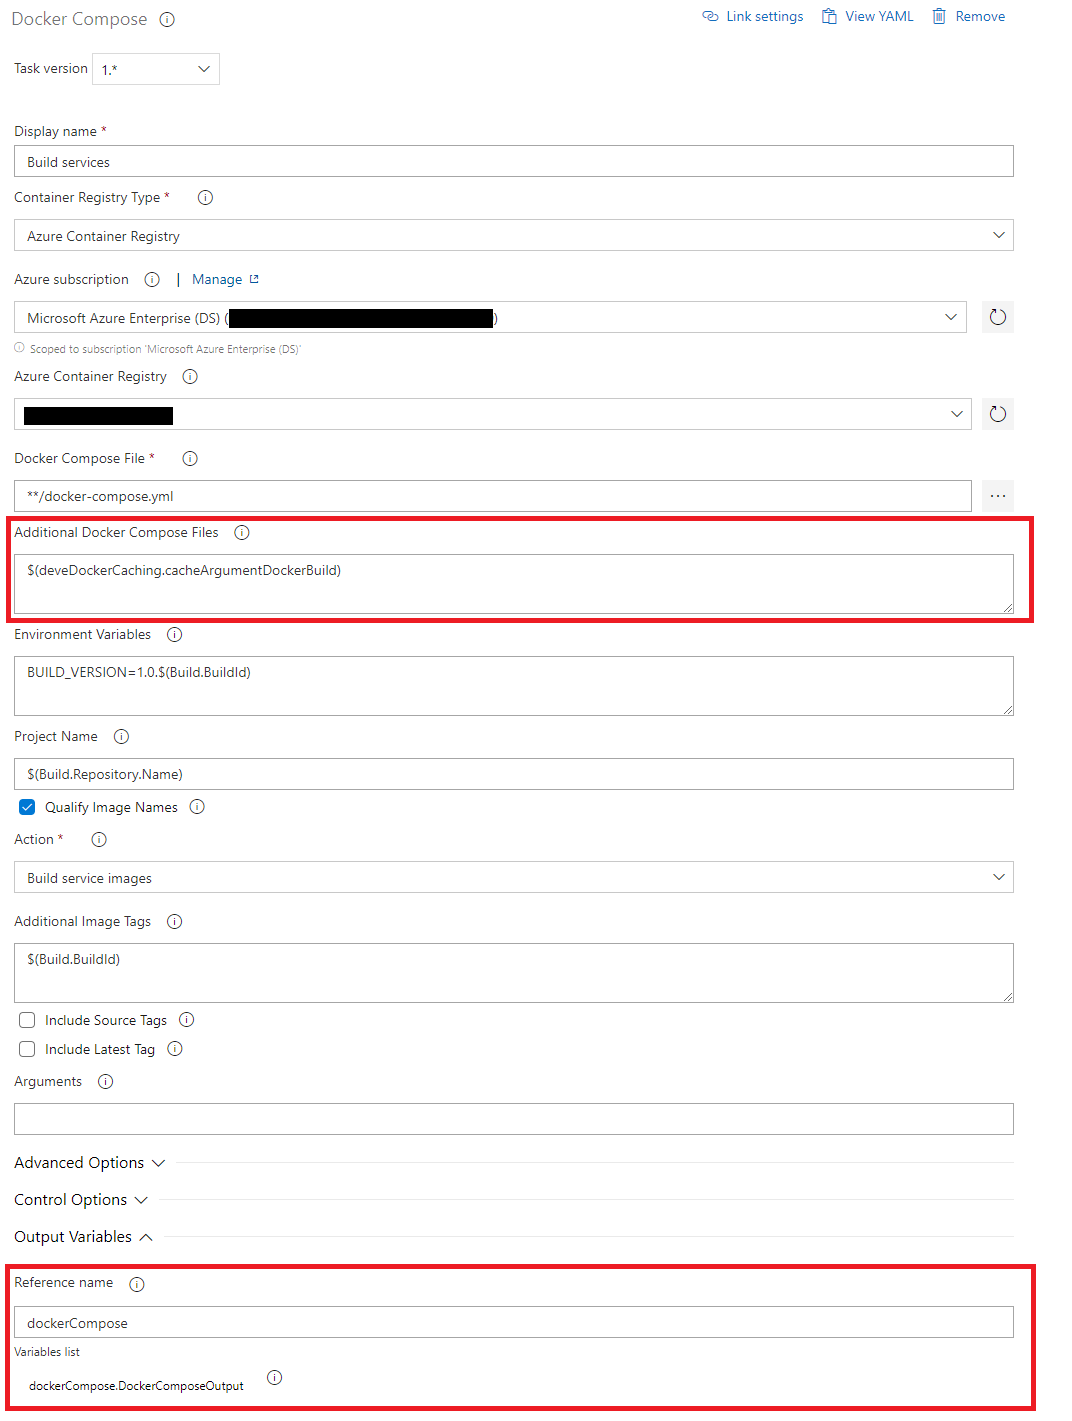 Docker Compose
Link settings View YAML Remove
Task version 1.*
Display name *
Build services
Container Registry Type *
Azure Container Registry
Azure subscription | Manage
Microsoft Azure Enterprise (DS) ( )
Scoped to subscription 'Microsoft Azure Enterprise (DS)'
Azure Container Registry
Docker Compose File *
**/docker-compose.yml
Additional Docker Compose Files
$(deveDockerCaching.cacheArgumentDockerBuild)
Environment Variables
BUILD_VERSION=1.0.$(Build.BuildId)
Project Name
$(Build.Repository.Name)
Qualify Image Names
Action *
Build service images
Additional Image Tags
$(Build.BuildId)
Include Source Tags
Include Latest Tag
Arguments
Advanced Options
Control Options
Output Variables
Reference name
dockerCompose
Variables list
dockerCompose.DockerComposeOutput